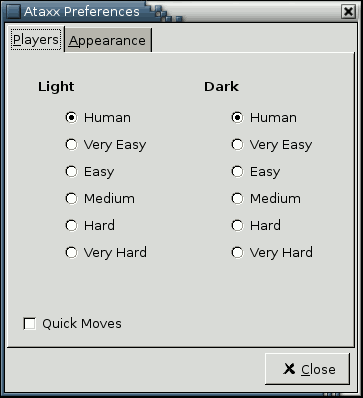 Ataxx Preferences
Players Appearance
Light Dark
Human Human
Very Easy Very Easy
Easy Easy
Medium Medium
Hard Hard
Very Hard Very Hard
Quick Moves
Close